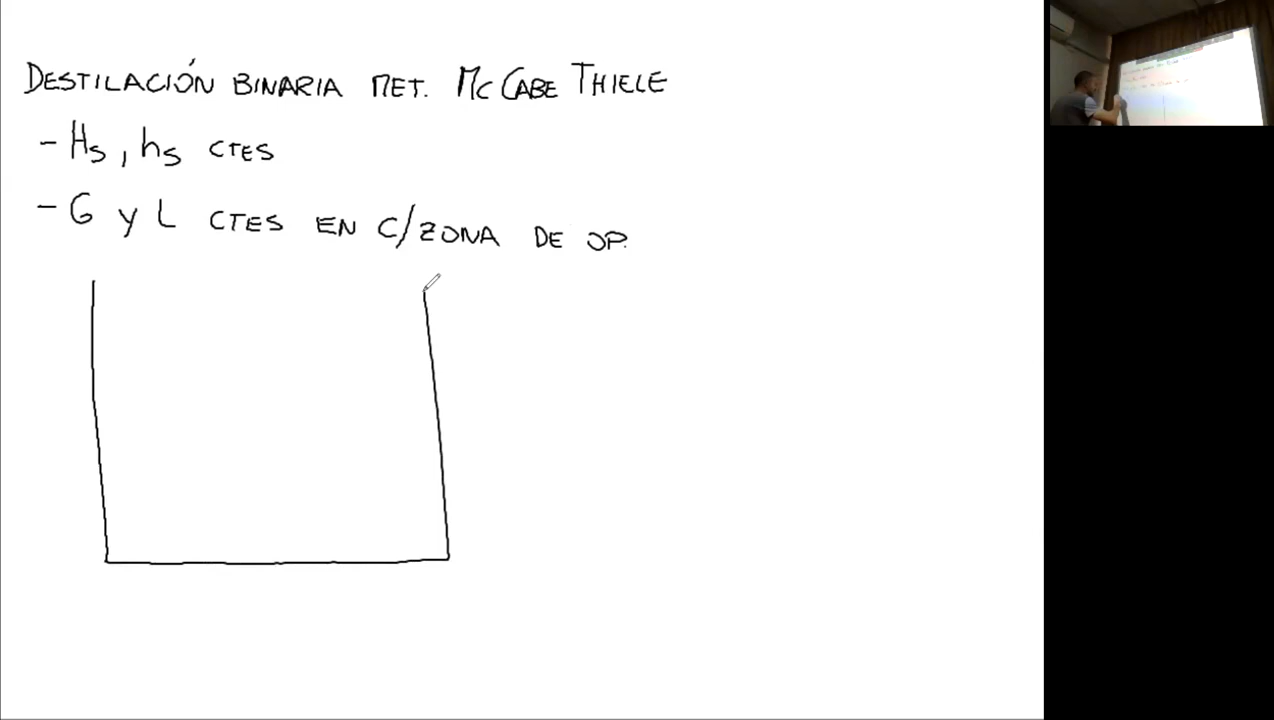 DESTILACIÓN BINARIA MET. MCCABE THIELE
- Hs, hs CTES
- G y L CTES EN C/ZONA DE OP.